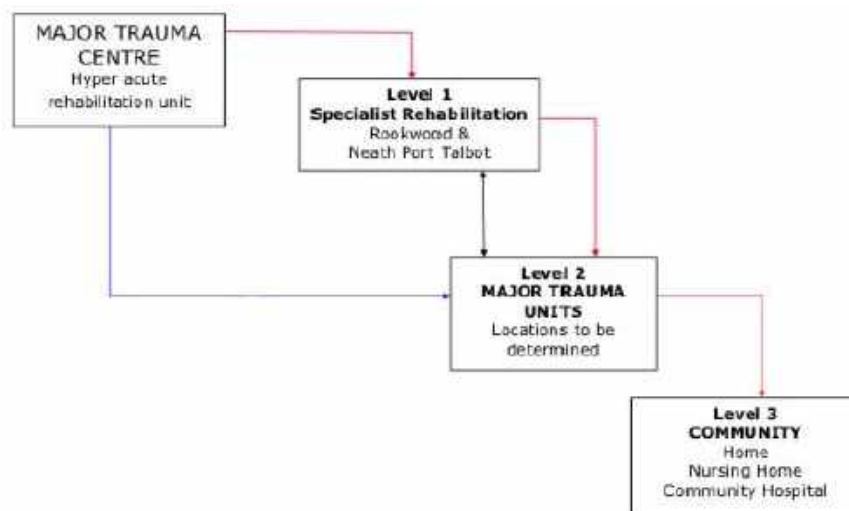 MAJOR TRAUMA
CENTRE
Hyper acute
rehabilitation unit
Level 1
Specialist Rehabilitation
Rookwood &
Neath Port Talbot
Level 2
MAJOR TRAUMA
UNITS
Locations to be
determined
Level 3
COMMUNITY
Home
Nursing Home
Community Hospital